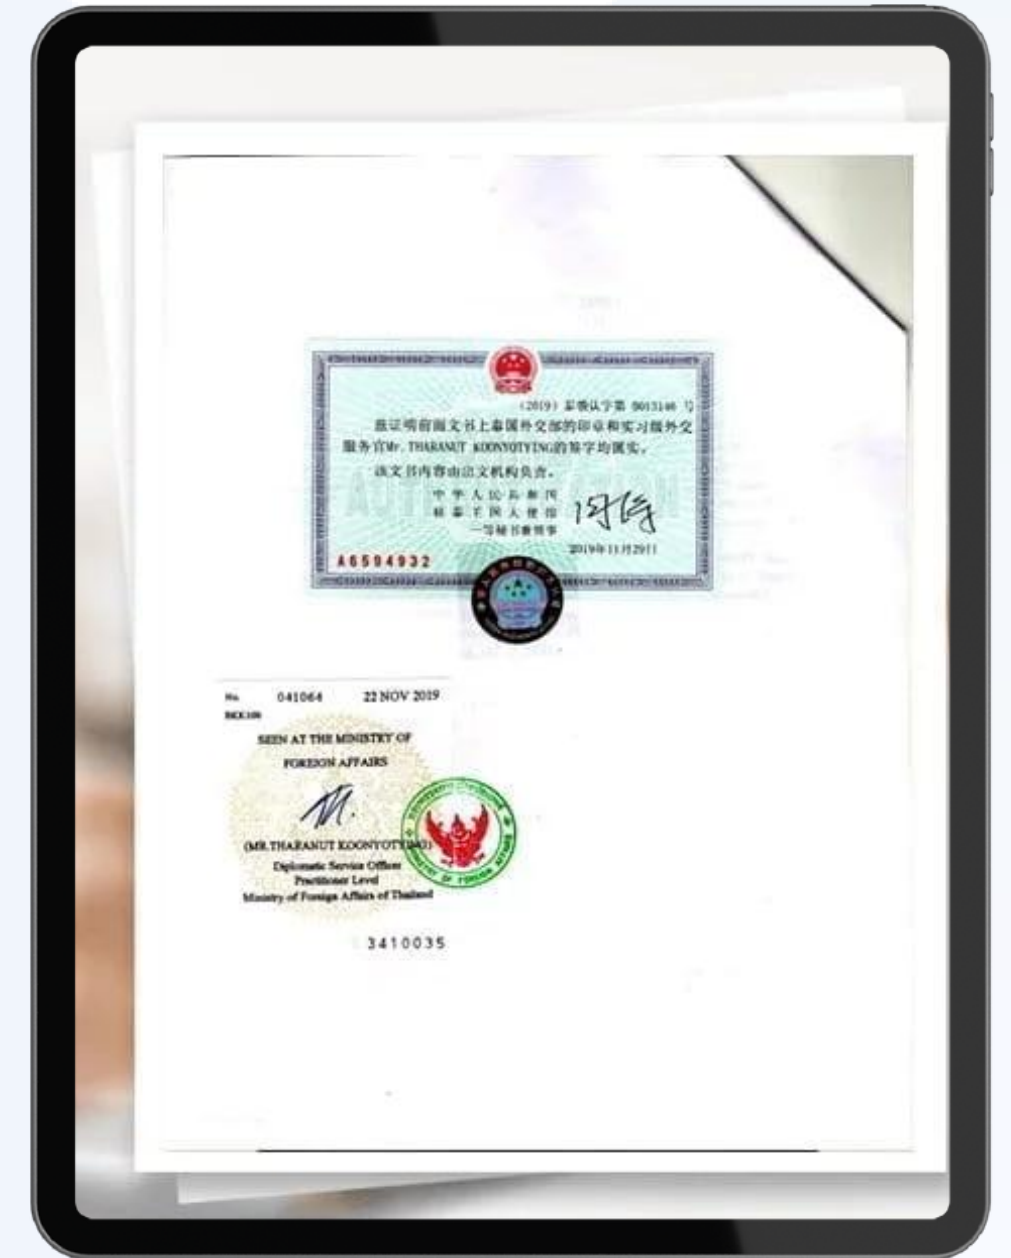 (2019) 泰领认字第 0013146 号
兹证明前面文书上泰国外交部的印章和实习级外交
服务官Mr. THARANUT KOONYOTYING的签字均属实。
该文书内容由出文机构负责。
中华人民共和国
驻泰王国大使馆
一等秘书兼领事
2019年11月29日
A6594932
No. 041064 22 NOV 2019
SEEN AT THE MINISTRY OF
FOREIGN AFFAIRS
(MR.THARANUT KOONYOTYING)
Diplomatic Service Officer
Practitioner Level
Ministry of Foreign Affairs of Thailand
MINISTRY OF FOREIGN AFFAIRS
3410035